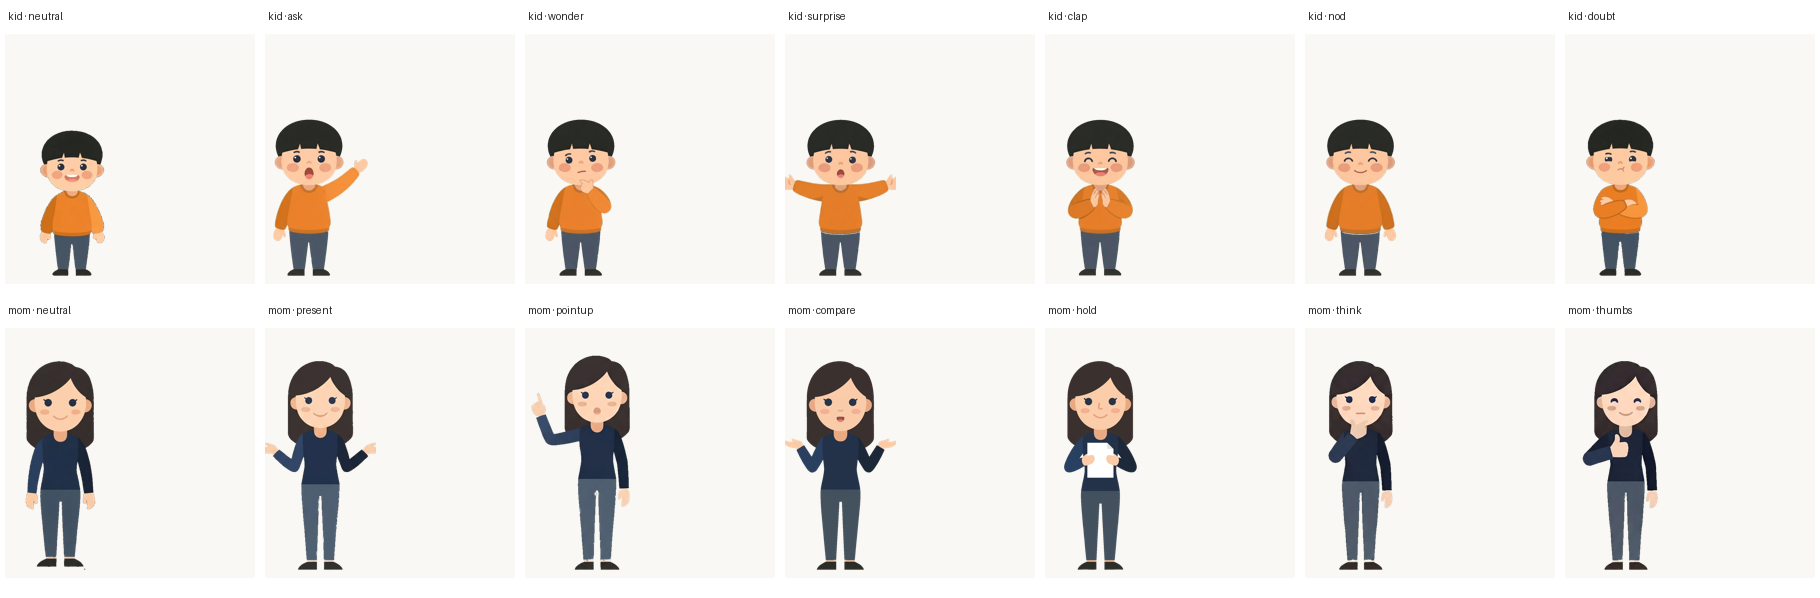 kid·neutral
kid·ask
kid·wonder
kid·surprise
kid·clap
kid·nod
kid·doubt
mom·neutral
mom·present
mom·pointup
mom·compare
mom·hold
mom·think
mom·thumbs